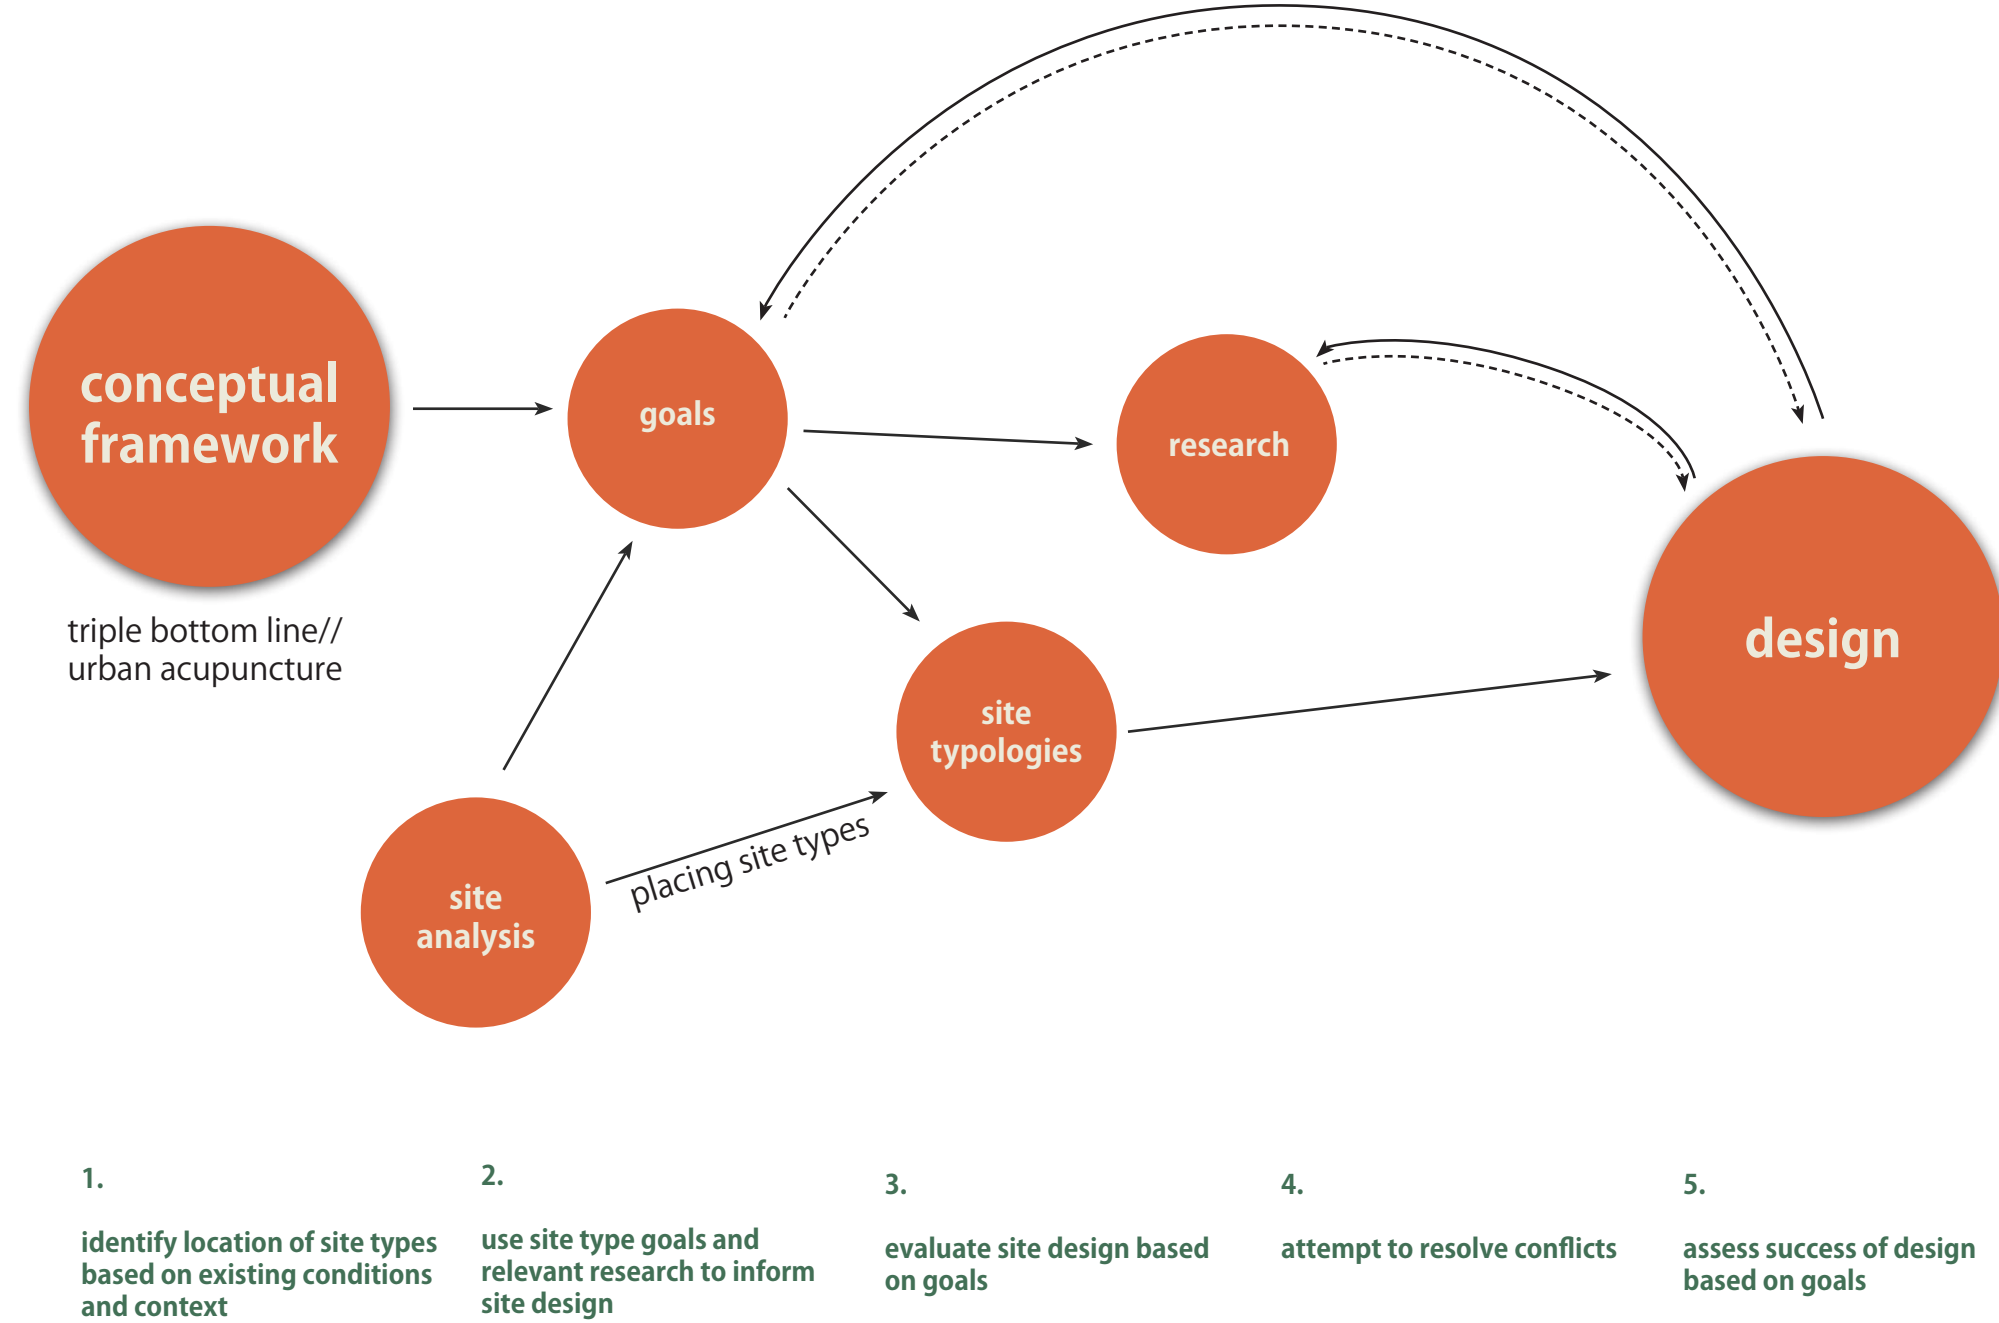 conceptual
framework
triple bottom line//
urban acupuncture
goals
research
design
site
typologies
placing site types
site
analysis
1.
identify location of site types
based on existing conditions
and context
2.
use site type goals and
relevant research to inform
site design
3.
evaluate site design based
on goals
4.
attempt to resolve conflicts
5.
assess success of design
based on goals